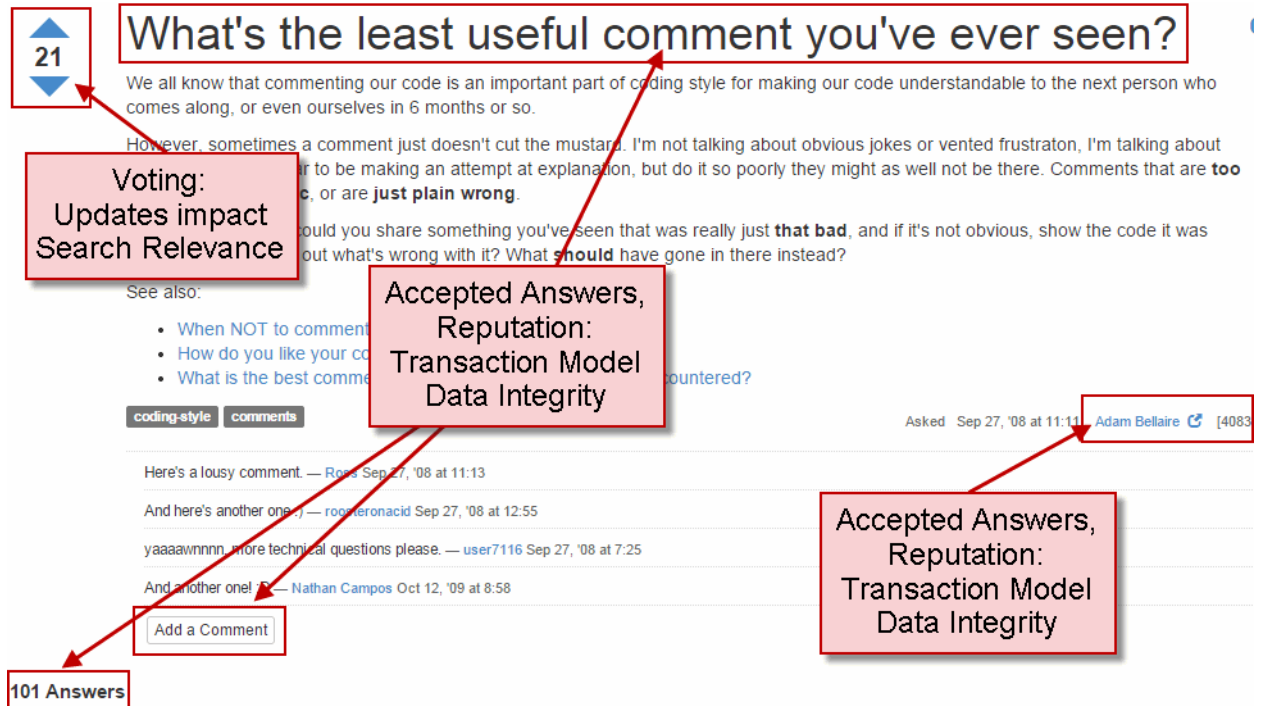 What's the least useful comment you've ever seen?
21
We all know that commenting our code is an important part of coding style for making our code understandable to the next person who
comes along, or even ourselves in 6 months or so.
However, sometimes a comment just doesn't cut the mustard. I'm not talking about obvious jokes or vented frustraton, I'm talking about
to be making an attempt at explanation, but do it so poorly they might as well not be there. Comments that are too
, or are just plain wrong.
you share something you've seen that was really just that bad, and if it's not obvious, show the code it was
out what's wrong with it? What should have gone in there instead?
Voting:
Updates impact
Search Relevance
See also:
• When NOT to comment
• How do you like your
• What is the best
Accepted Answers,
Reputation:
Transaction Model
Data Integrity
coding-style comments
Asked Sep 27, '08 at 11:11 Adam Bellaire [4083
Here's a lousy comment. — Ross Sep 27, '08 at 11:13
And here's another one :) — roosteronacid Sep 27, '08 at 12:55
yaaaawnnnn, more technical questions please. — user7116 Sep 27, '08 at 7:25
And another one! :D — Nathan Campos Oct 12, '09 at 8:58
Add a Comment
Accepted Answers,
Reputation:
Transaction Model
Data Integrity
101 Answers